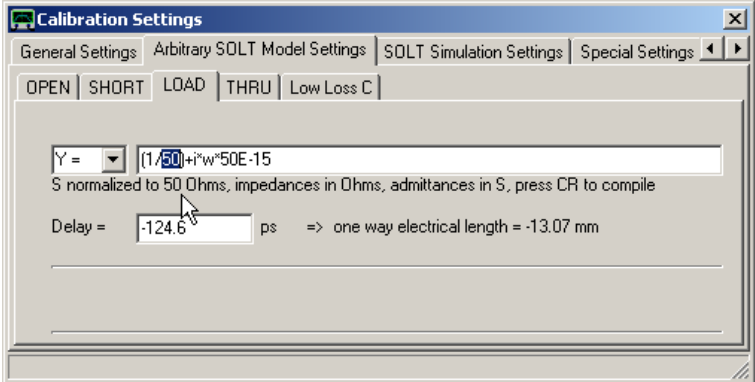 Calibration Settings
General Settings Arbitrary SOLT Model Settings SOLT Simulation Settings Special Settings
OPEN SHORT LOAD THRU Low Loss C
Y = (1/50)+i*w*50E-15
S normalized to 50 Ohms, impedances in Ohms, admittances in S, press CR to compile
Delay = -124.6 ps => one way electrical length = -13.07 mm